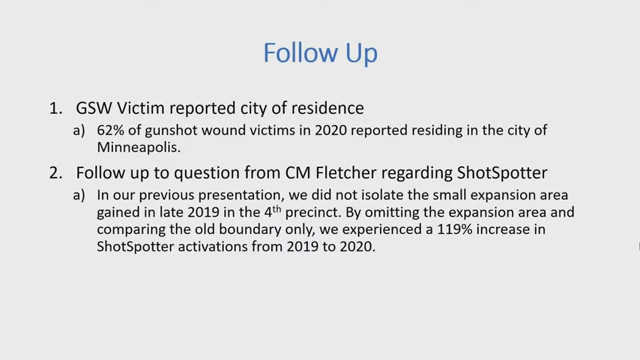 Follow Up
1. GSW Victim reported city of residence
a) 62% of gunshot wound victims in 2020 reported residing in the city of
Minneapolis.
2. Follow up to question from CM Fletcher regarding ShotSpotter
a) In our previous presentation, we did not isolate the small expansion area
gained in late 2019 in the 4th precinct. By omitting the expansion area and
comparing the old boundary only, we experienced a 119% increase in
ShotSpotter activations from 2019 to 2020.